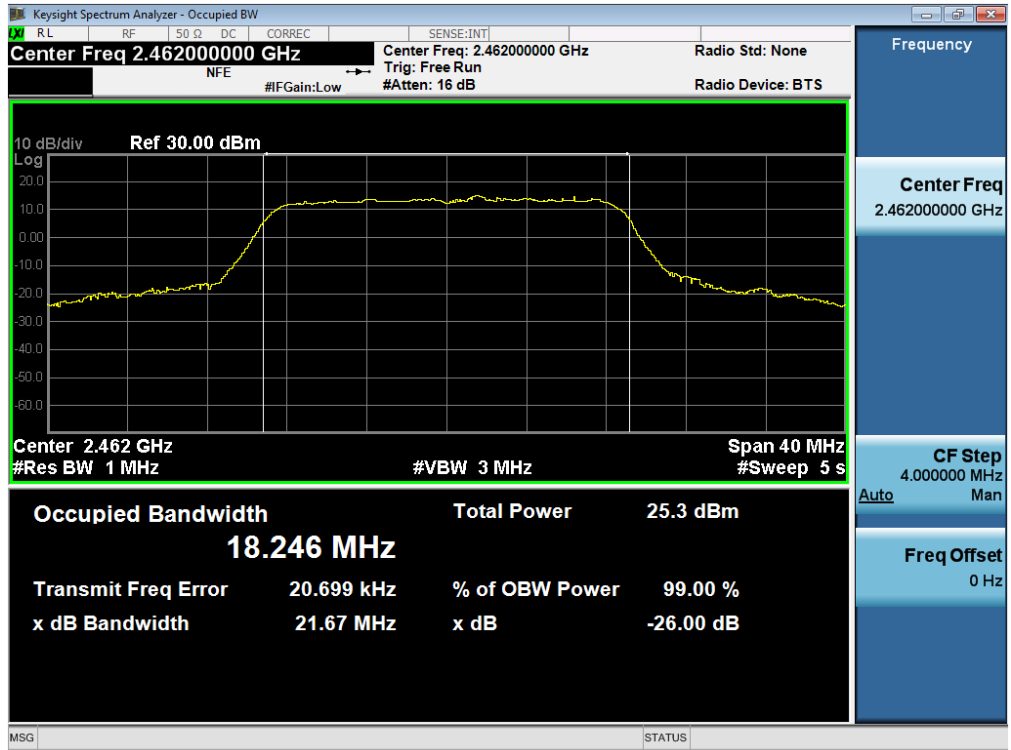 Keysight Spectrum Analyzer - Occupied BW
LXI RL RF 50 Ω DC CORREC SENSE:INT
Center Freq 2.462000000 GHz
NFE
#IFGain:Low
Center Freq: 2.462000000 GHz
Trig: Free Run
#Atten: 16 dB
Radio Std: None
Radio Device: BTS
10 dB/div Ref 30.00 dBm
Log
20.0
10.0
0.00
-10.0
-20.0
-30.0
-40.0
-50.0
-60.0
Center 2.462 GHz Span 40 MHz
#Res BW 1 MHz #VBW 3 MHz #Sweep 5 s
Occupied Bandwidth Total Power 25.3 dBm
18.246 MHz
Transmit Freq Error 20.699 kHz % of OBW Power 99.00 %
x dB Bandwidth 21.67 MHz x dB -26.00 dB
Frequency
Center Freq
2.462000000 GHz
CF Step
4.000000 MHz
Auto Man
Freq Offset
0 Hz
MSG STATUS